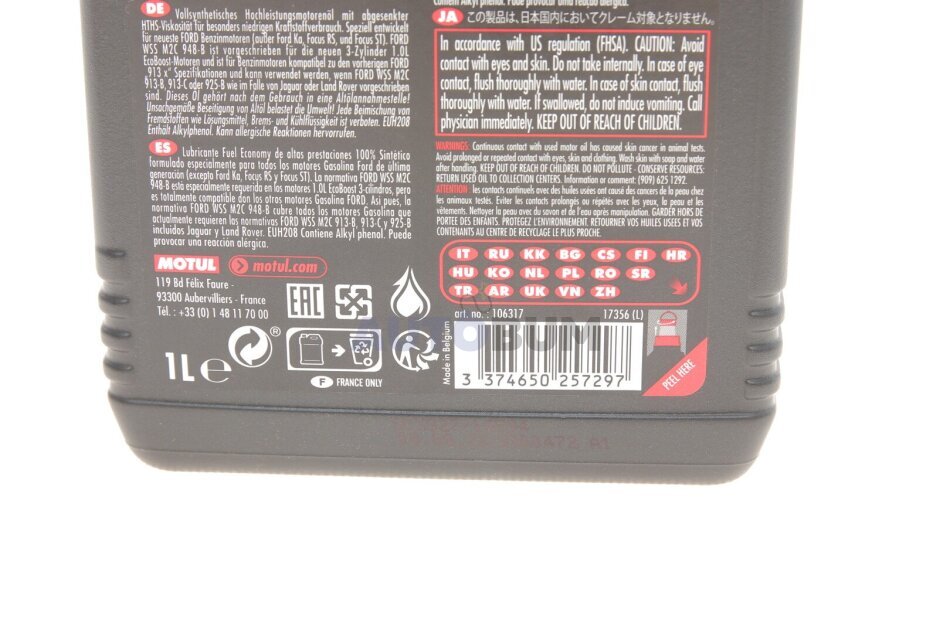 DE Vollsynthetisches Hochleistungsmotorenöl mit abgesenkter
HTHS-Viskosität für besonders niedrigen Kraftstoffverbrauch. Speziell entwickelt
für neueste FORD Benzinmotoren (außer Ford Ka, Focus RS, und Focus ST). FORD
WSS M2C 948-B ist vorgeschrieben für die neuen 3-Zylinder 1.0L
EcoBoost-Motoren und ist für Benzinmotoren kompatibel zu den vorherigen FORD
„913 x" Spezifikationen und kann verwendet werden, wenn FORD WSS M2C
913-B, 913-C oder 925-B wie im Falle von Jaguar oder Land Rover vorgeschrieben
sind. Dieses Öl gehört nach dem Gebrauch in eine Altölannahmestelle!
Unsachgemäße Beseitigung von Altöl belastet die Umwelt! Jede Beimischung von
Fremdstoffen wie Lösungsmittel, Brems- und Kühlflüssigkeit ist verboten. EUH208
Enthält Alkylphenol. Kann allergische Reaktionen hervorrufen.
ES Lubricante Fuel Economy de altas prestaciones 100% Sintético
formulado especialmente para todos los motores Gasolina Ford de última
generación (excepto Ford Ka, Focus RS y Focus ST). La normativa FORD WSS M2C
948-B esta especialmente requerida en los motores 1.0L EcoBoost 3-cilindros, pero
es totalmente compatible don los otros motores Gasolina FORD. Asi pues, la
normativa FORD WSS M2C 948-B cubre todos los motores Gasolina que
actualmente requieren las normativas FORD WSS M2C 913-B, 913-C y 925-B,
incluidos Jaguar y Land Rover. EUH208 Contiene Alkyl phenol. Puede
provocar una reacción alérgica.
MOTUL motul.com
119 Bd Félix Faure -
93300 Aubervilliers - France
Tél. : +33 (0) 1 48 11 70 00
EAC
1L e
®
F FRANCE ONLY
contém Alkyl phenol. Pode provocar uma reação alérgica.
JA この製品は、日本国内においてクレーム対象となりません。
In accordance with US regulation (FHSA). CAUTION: Avoid
contact with eyes and skin. Do not take internally. In case of eye
contact, flush thoroughly with water. In case of skin contact, flush
thoroughly with water. If swallowed, do not induce vomiting. Call
physician immediately. KEEP OUT OF REACH OF CHILDREN.
WARNINGS: Continuous contact with used motor oil has caused skin cancer in animal tests.
Avoid prolonged or repeated contact with eyes, skin and clothing. Wash skin with soap and water
after handling. KEEP OUT OF REACH OF CHILDREN. DO NOT POLLUTE - CONSERVE RESOURCES:
RETURN USED OIL TO COLLECTION CENTERS. Information or comment: (909) 625 1292.
ATTENTION : les contacts continuels avec des huiles usées ont causé des cancers de la peau chez
les animaux testés. Eviter les contacts prolongés ou répétés avec les yeux, la peau et les
vêtements. Nettoyer la peau avec du savon et de l'eau après manipulation. GARDER HORS DE
PORTEE DES ENFANTS. PROTÉGEZ L'ENVIRONNEMENT. RETOURNER VOS HUILES USAGÉES EN
CONTENANTS AU CENTRE DE RECYCLAGE LE PLUS PROCHE.
IT RU KK BG CS FI HR
HU KO NL PL RO SR
TR AR UK VN ZH
art. no. : 106317 17356 (L)
Made in Belgium
3 374650 257297
PEEL HERE
AUTOBUM